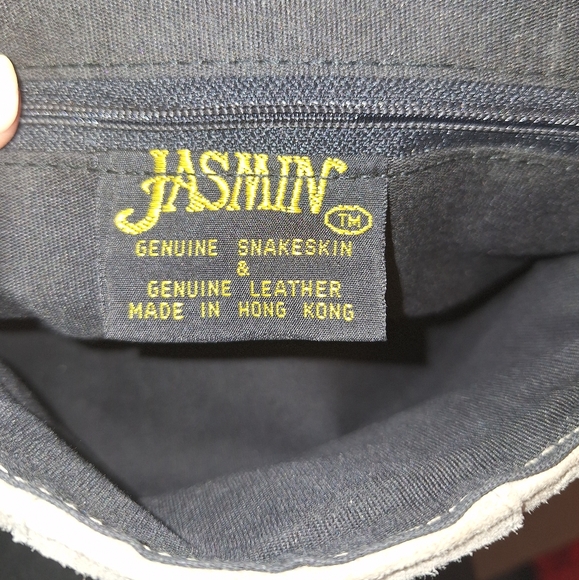 JASMIN
TM
GENUINE SNAKESKIN
&
GENUINE LEATHER
MADE IN HONG KONG